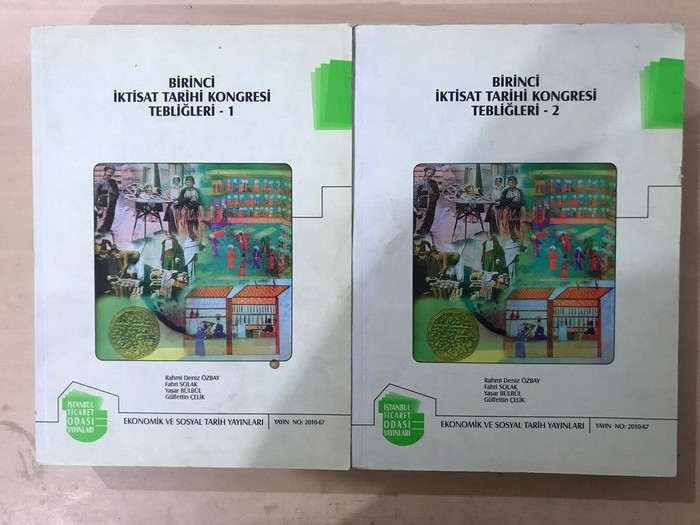 BİRİNCİ
İKTİSAT TARİHİ KONGRESİ
TEBLİĞLERİ - 1
Rahmi Deniz ÖZBAY
Fahri SOLAK
Yaşar BÜLBÜL
Gülfettin ÇELİK
İSTANBUL
TİCARET
ODASI
YAYINLARI
EKONOMİK VE SOSYAL TARİH YAYINLARI
YAYIN NO: 2010-67
BİRİNCİ
İKTİSAT TARİHİ KONGRESİ
TEBLİĞLERİ - 2
Rahmi Deniz ÖZBAY
Fahri SOLAK
Yaşar BÜLBÜL
Gülfettin ÇELİK
İSTANBUL
TİCARET
ODASI
YAYINLARI
EKONOMİK VE SOSYAL TARİH YAYINLARI
YAYIN NO: 2010-67